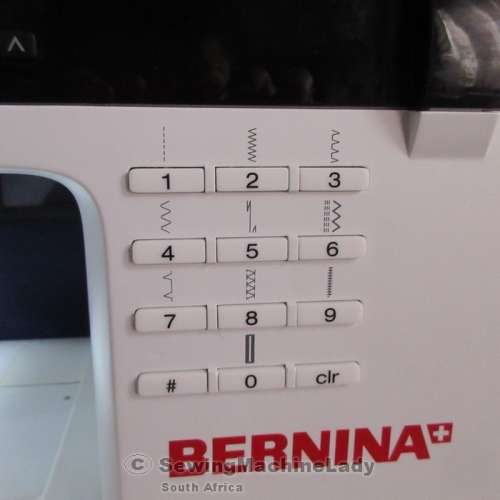 1 2 3
4 5 6
7 8 9
# 0 clr
BERNINA+
© SewingMachineLady
South Africa